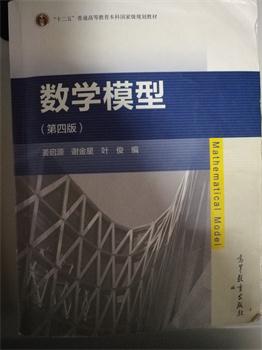 "十二五"普通高等教育本科国家级规划教材
数学模型
(第四版)
姜启源 谢金星 叶 俊 编
Mathematical Model
高等教育出版社